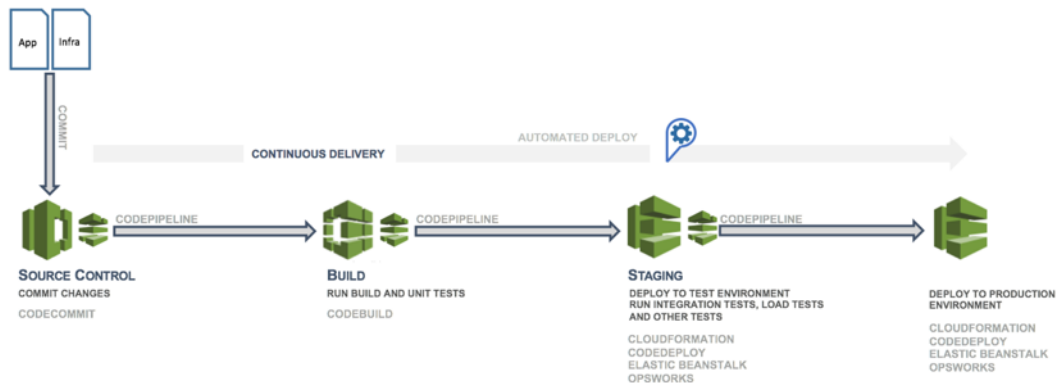 App
Infra
COMMIT
AUTOMATED DEPLOY
CONTINUOUS DELIVERY
CODEPIPELINE
CODEPIPELINE
CODEPIPELINE
SOURCE CONTROL
COMMIT CHANGES
CODECOMMIT
BUILD
RUN BUILD AND UNIT TESTS
CODEBUILD
STAGING
DEPLOY TO TEST ENVIRONMENT
RUN INTEGRATION TESTS, LOAD TESTS
AND OTHER TESTS
CLOUDFORMATION
CODEDEPLOY
ELASTIC BEANSTALK
OPSWORKS
DEPLOY TO PRODUCTION
ENVIRONMENT
CLOUDFORMATION
CODEDEPLOY
ELASTIC BEANSTALK
OPSWORKS